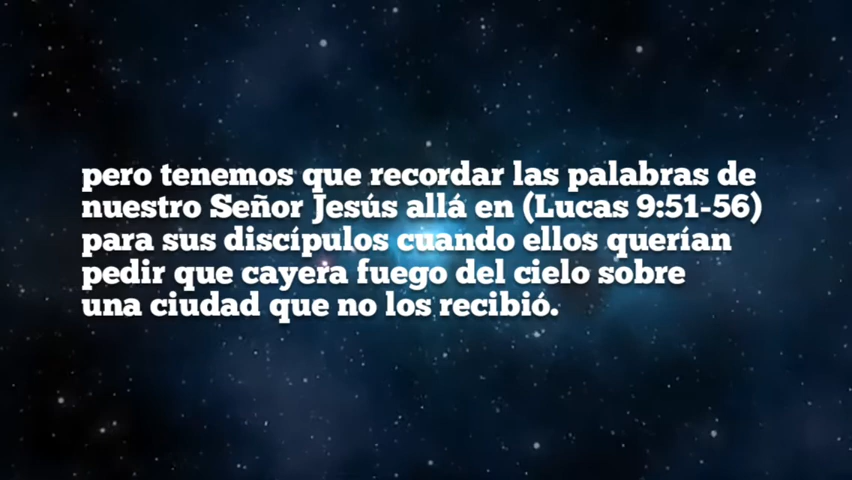 pero tenemos que recordar las palabras de
nuestro Señor Jesús allá en (Lucas 9:51-56)
para sus discípulos cuando ellos querían
pedir que cayera fuego del cielo sobre
una ciudad que no los recibió.